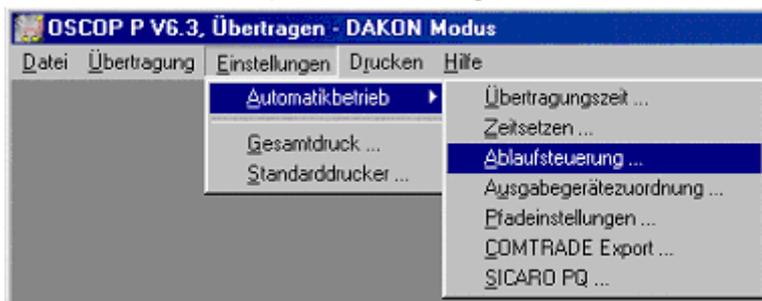 OSCOP P V6.3, Übertragen - DAKON Modus
Datei Übertragung Einstellungen Drucken Hilfe
Automatikbetrieb
Gesamtdruck ...
Standarddrucker ...
Übertragungszeit ...
Zeitsetzen ...
Ablaufsteuerung ...
Ausgabegerätezuordnung ...
Pfadeinstellungen ...
COMTRADE Export ...
SICARO PQ ...